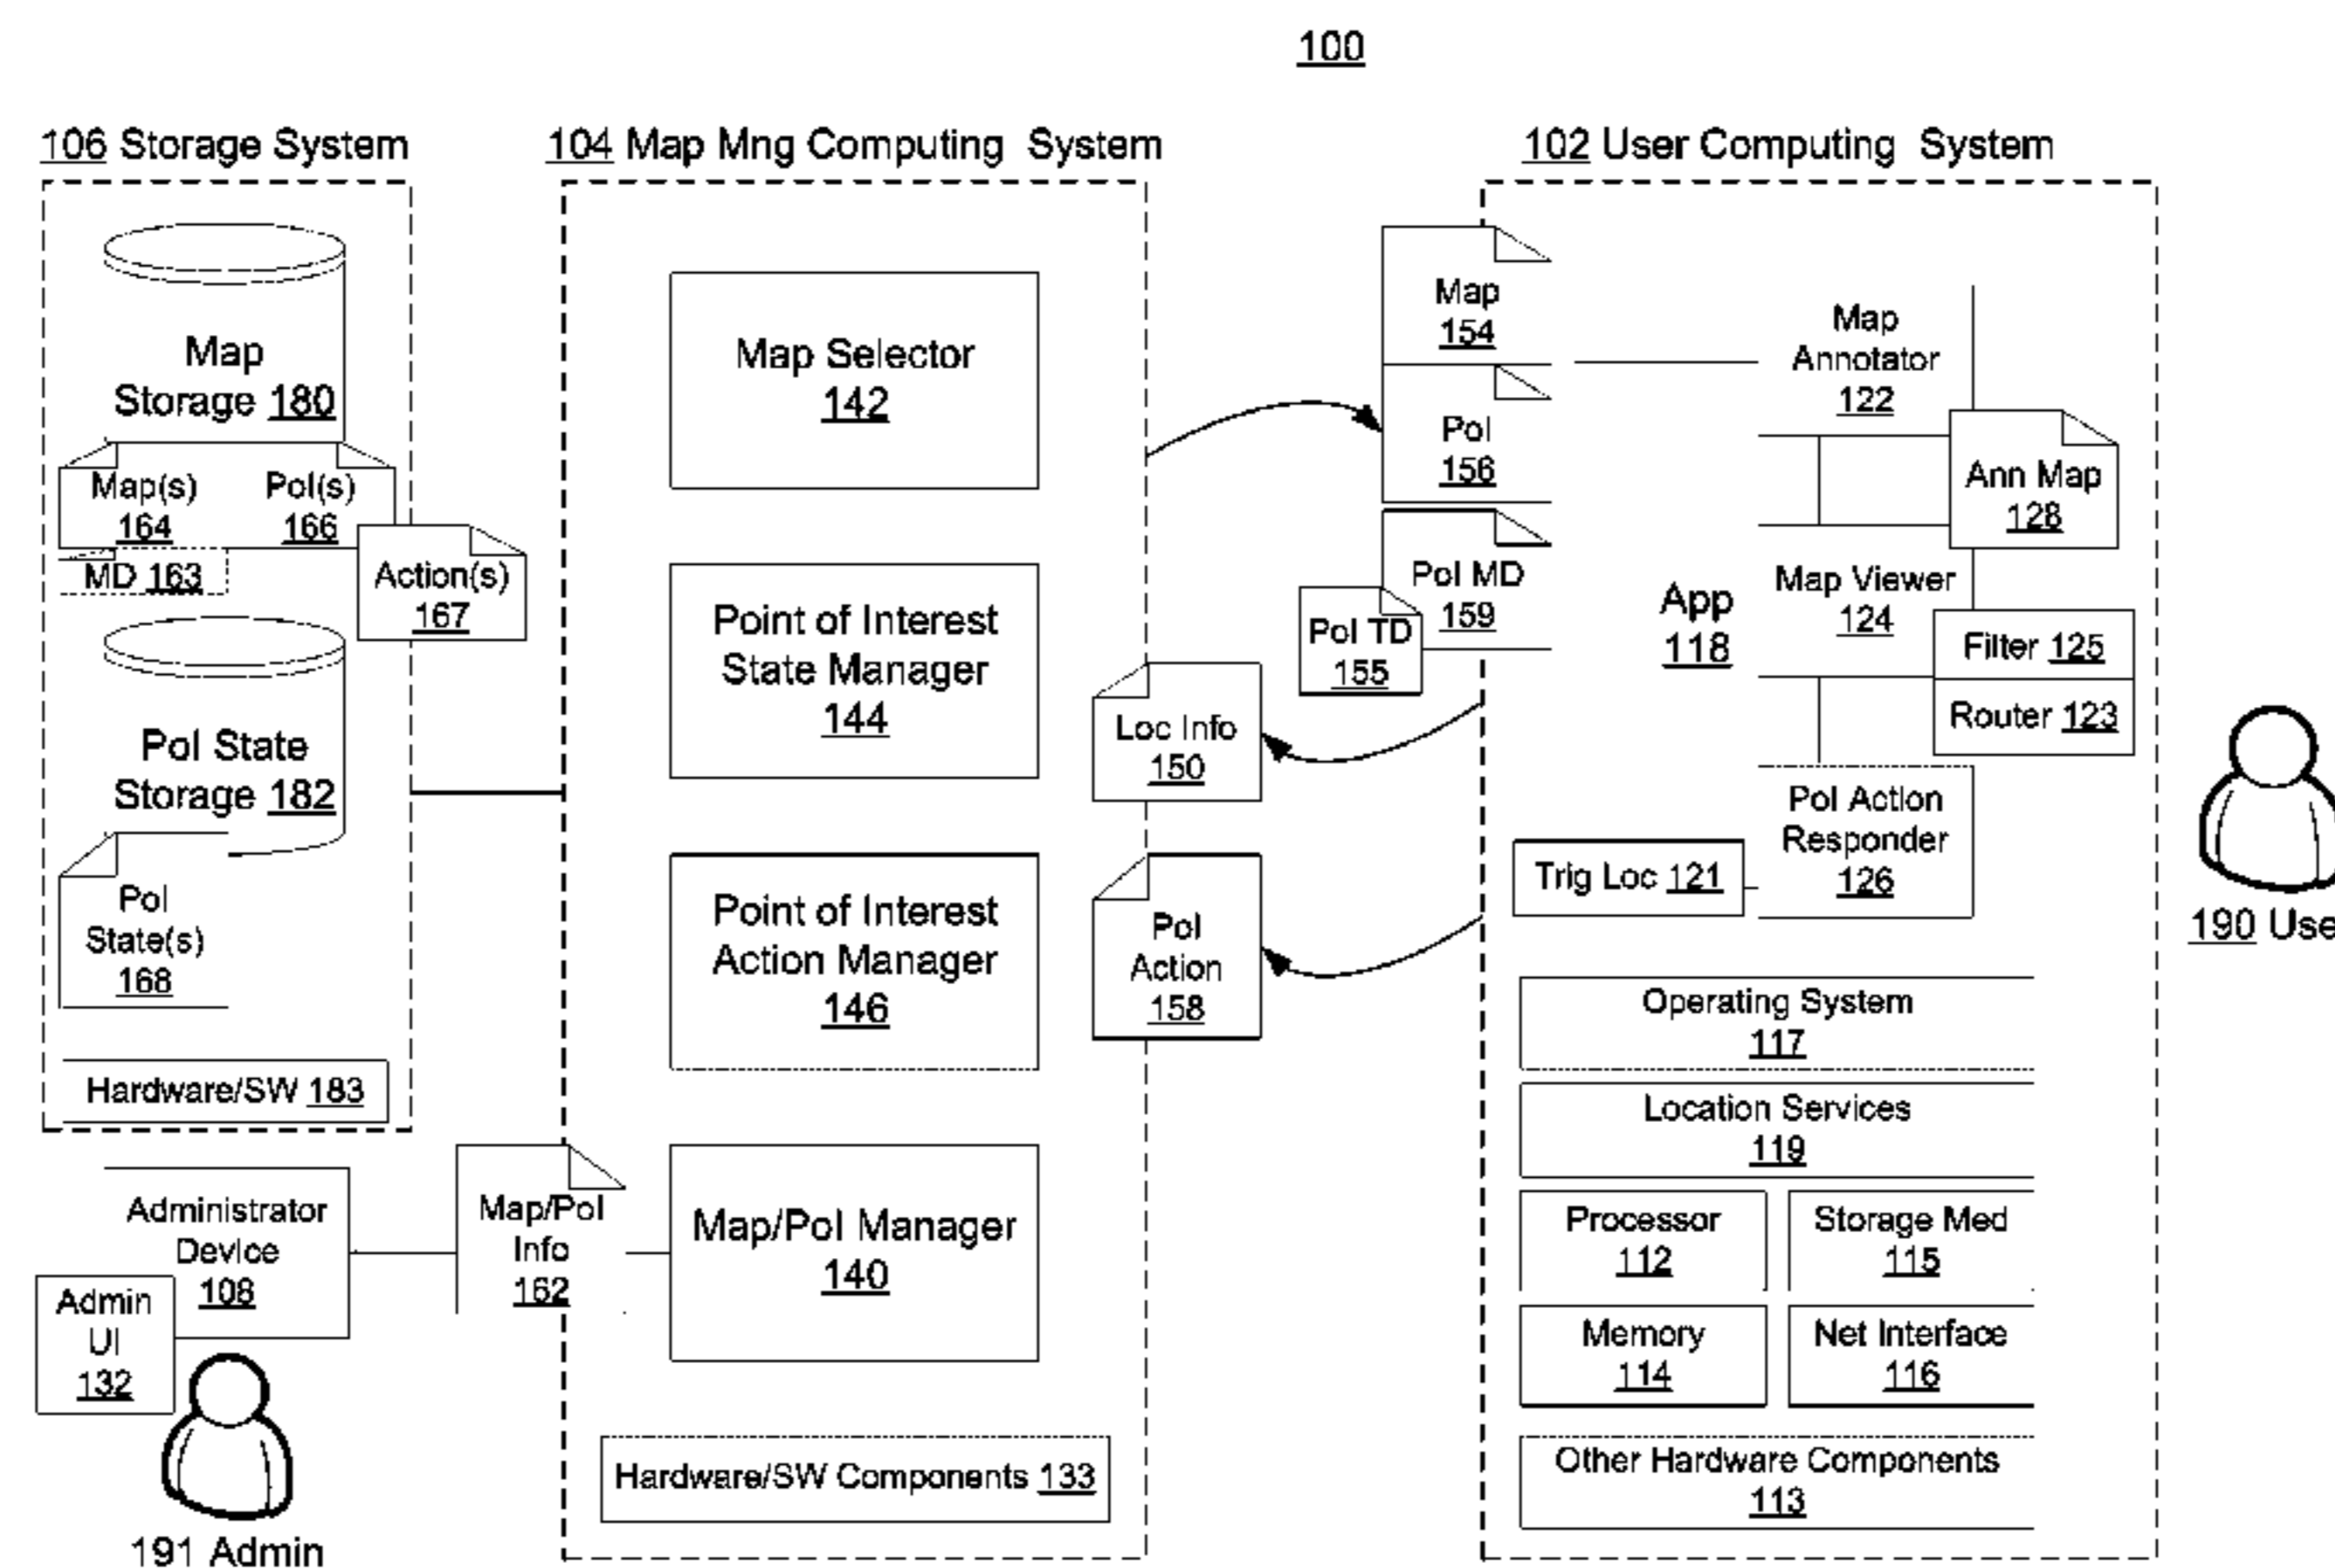 100
106 Storage System
104 Map Mng Computing System
102 User Computing System
Map
Storage 180
Map(s)
164
PoI(s)
166
MD 163
Action(s)
167
PoI State
Storage 182
PoI
State(s)
168
Hardware/SW 183
Administrator
Device
108
Admin
UI
132
191 Admin
Map/PoI
Info
162
Map Selector
142
Point of Interest
State Manager
144
Point of Interest
Action Manager
146
Map/PoI Manager
140
Hardware/SW Components 133
Map
154
PoI
156
PoI MD
159
PoI TD
155
Loc Info
150
PoI
Action
158
App
118
Map
Annotator
122
Ann Map
128
Map Viewer
124
Filter 125
Router 123
PoI Action
Responder
126
Trig Loc 121
Operating System
117
Location Services
119
Processor
112
Storage Med
115
Memory
114
Net Interface
116
Other Hardware Components
113
190 Use